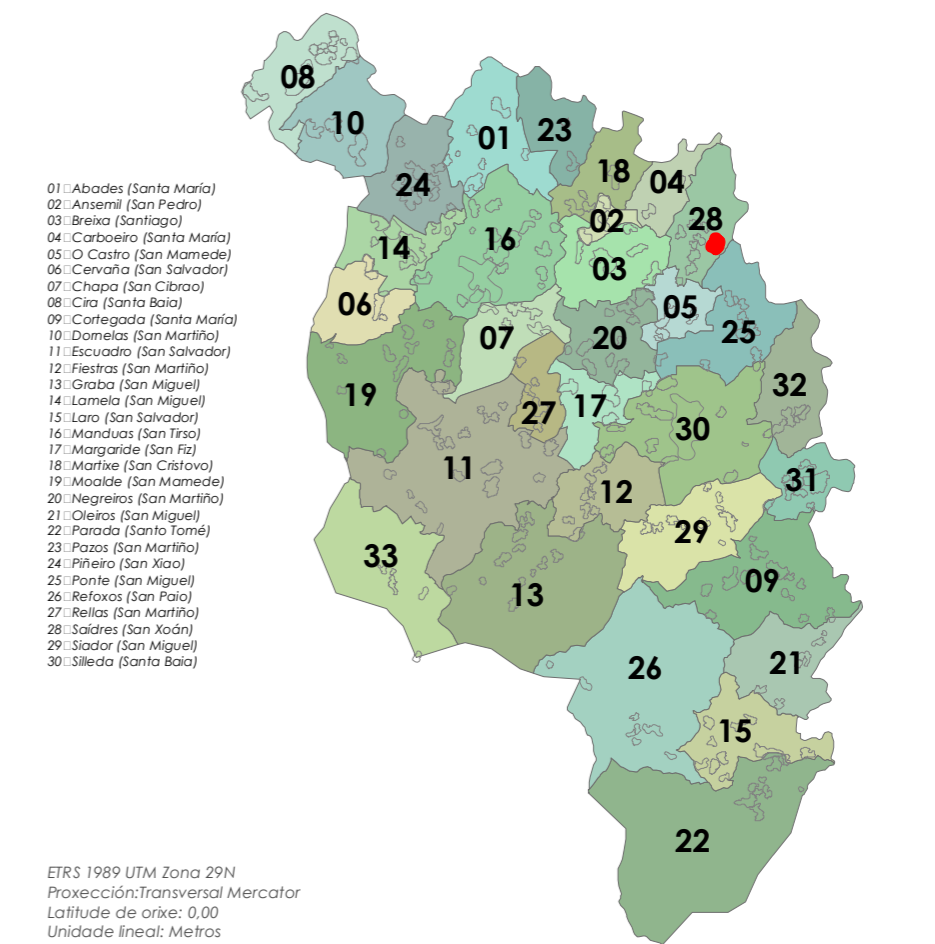 08
10
01
23
18
04
24
28
02
16
14
03
06
05
20
25
07
19
32
17
27
30
11
31
12
29
33
09
13
26
21
15
22
01 Abades (Santa María)
02 Ansemil (San Pedro)
03 Breixa (Santiago)
04 Carboeiro (Santa María)
05 O Castro (San Mamede)
06 Cervaña (San Salvador)
07 Chapa (San Cibrao)
08 Cira (Santa Baia)
09 Cortegada (Santa María)
10 Dornelas (San Martiño)
11 Escuadro (San Salvador)
12 Fiestras (San Martiño)
13 Graba (San Miguel)
14 Lamela (San Miguel)
15 Laro (San Salvador)
16 Manduas (San Tirso)
17 Margaride (San Fiz)
18 Martixe (San Cristovo)
19 Moalde (San Mamede)
20 Negreiros (San Martiño)
21 Oleiros (San Miguel)
22 Parada (Santo Tomé)
23 Pazos (San Martiño)
24 Piñeiro (San Xiao)
25 Ponte (San Miguel)
26 Refoxos (San Paio)
27 Rellas (San Martiño)
28 Saídres (San Xoán)
29 Siador (San Miguel)
30 Silleda (Santa Baia)
ETRS 1989 UTM Zona 29N
Proxección:Transversal Mercator
Latitude de orixe: 0,00
Unidade lineal: Metros